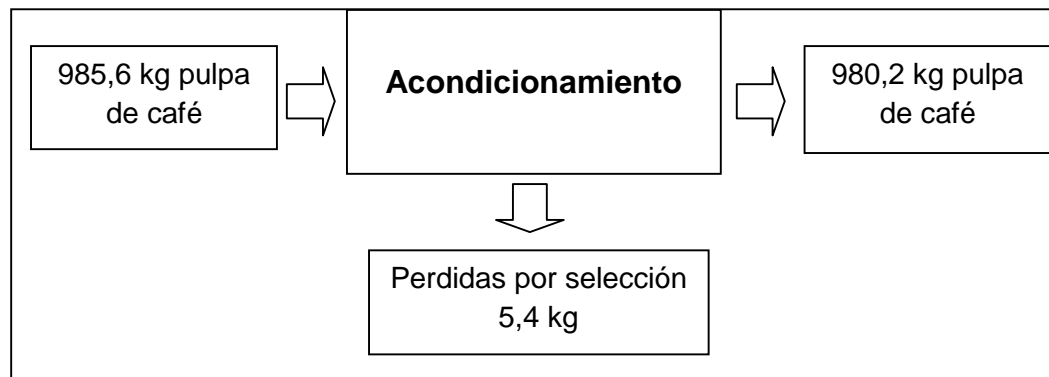 985,6 kg pulpa
de café
Acondicionamiento
980,2 kg pulpa
de café
Perdidas por selección
5,4 kg